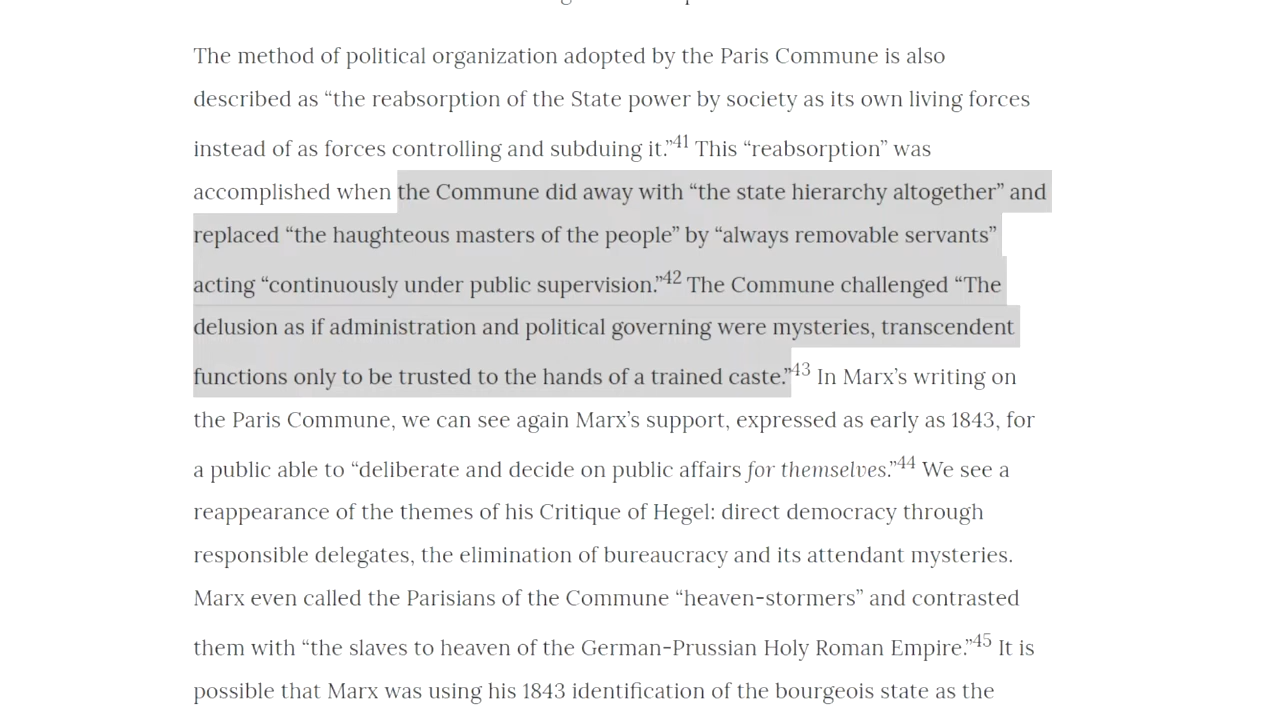 The method of political organization adopted by the Paris Commune is also
described as “the reabsorption of the State power by society as its own living forces
instead of as forces controlling and subduing it.”41 This “reabsorption” was
accomplished when the Commune did away with “the state hierarchy altogether” and
replaced “the haughteous masters of the people” by “always removable servants”
acting “continuously under public supervision.”42 The Commune challenged “The
delusion as if administration and political governing were mysteries, transcendent
functions only to be trusted to the hands of a trained caste.”43 In Marx’s writing on
the Paris Commune, we can see again Marx’s support, expressed as early as 1843, for
a public able to “deliberate and decide on public affairs for themselves.”44 We see a
reappearance of the themes of his Critique of Hegel: direct democracy through
responsible delegates, the elimination of bureaucracy and its attendant mysteries.
Marx even called the Parisians of the Commune “heaven-stormers” and contrasted
them with “the slaves to heaven of the German-Prussian Holy Roman Empire.”45 It is
possible that Marx was using his 1843 identification of the bourgeois state as the